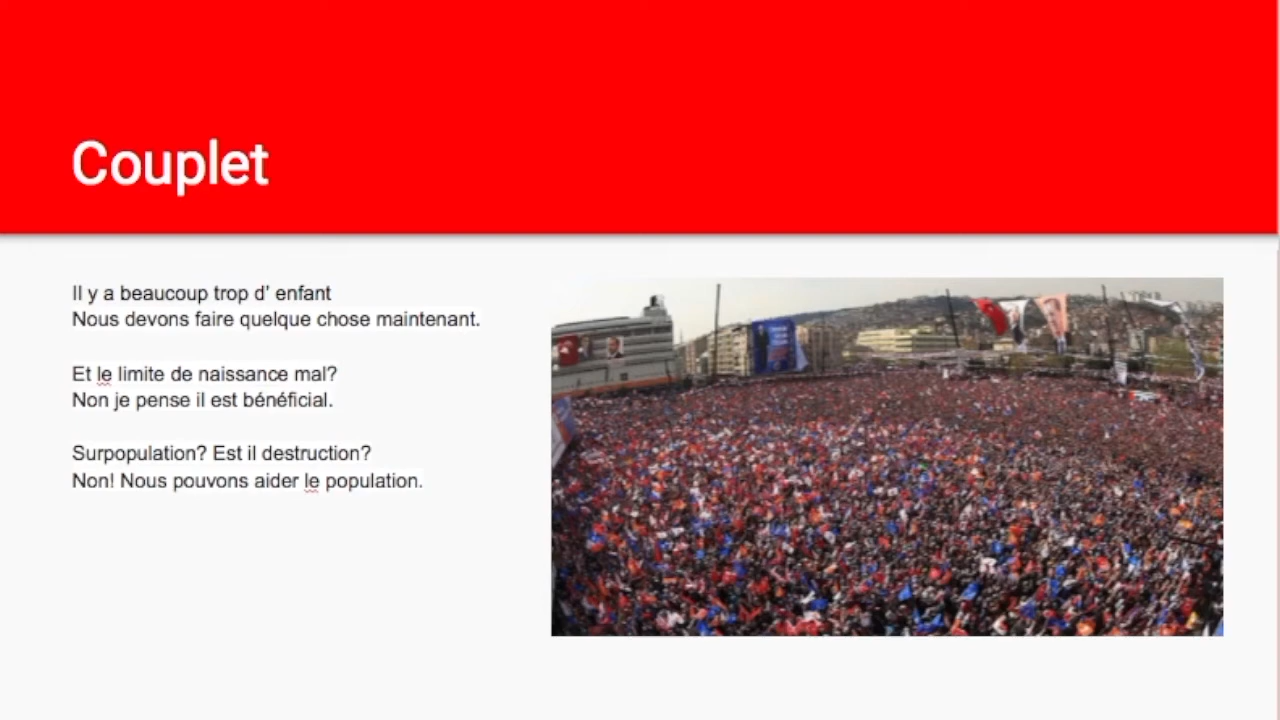 Couplet
Il y a beaucoup trop d' enfant
Nous devons faire quelque chose maintenant.
Et le limite de naissance mal?
Non je pense il est bénéficial.
Surpopulation? Est il destruction?
Non! Nous pouvons aider le population.